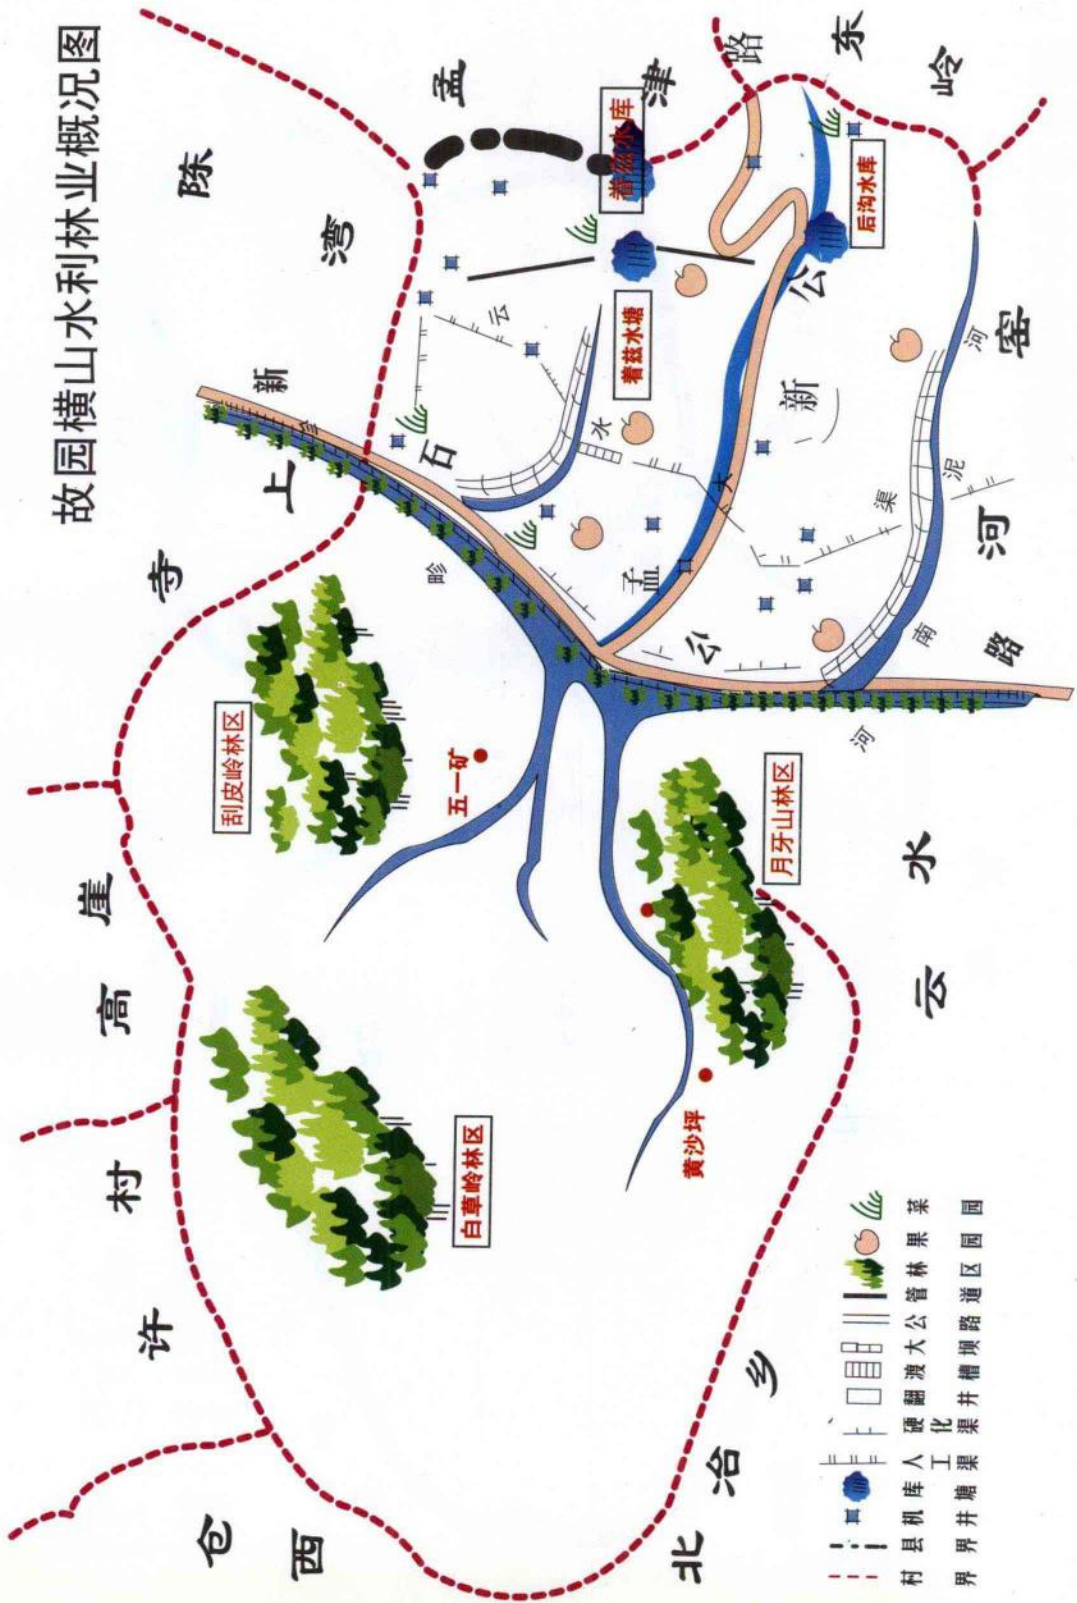 故园横山水利林业概况图
陈湾
孟津
东岭
上寺
高崖
许村
仓西
北冶乡
云水
河窑
新
石
公
路
新
孟
公
路
畛
河
南泥河
云水大渠
着兹水库
着兹水塘
后沟水库
刮皮岭林区
五一矿
月牙山林区
白草岭林区
黄沙坪
村界
县界
机井
库塘
人工渠
硬化渠
翻井
渡槽
大坝
公路
管道
林区
果园
菜园